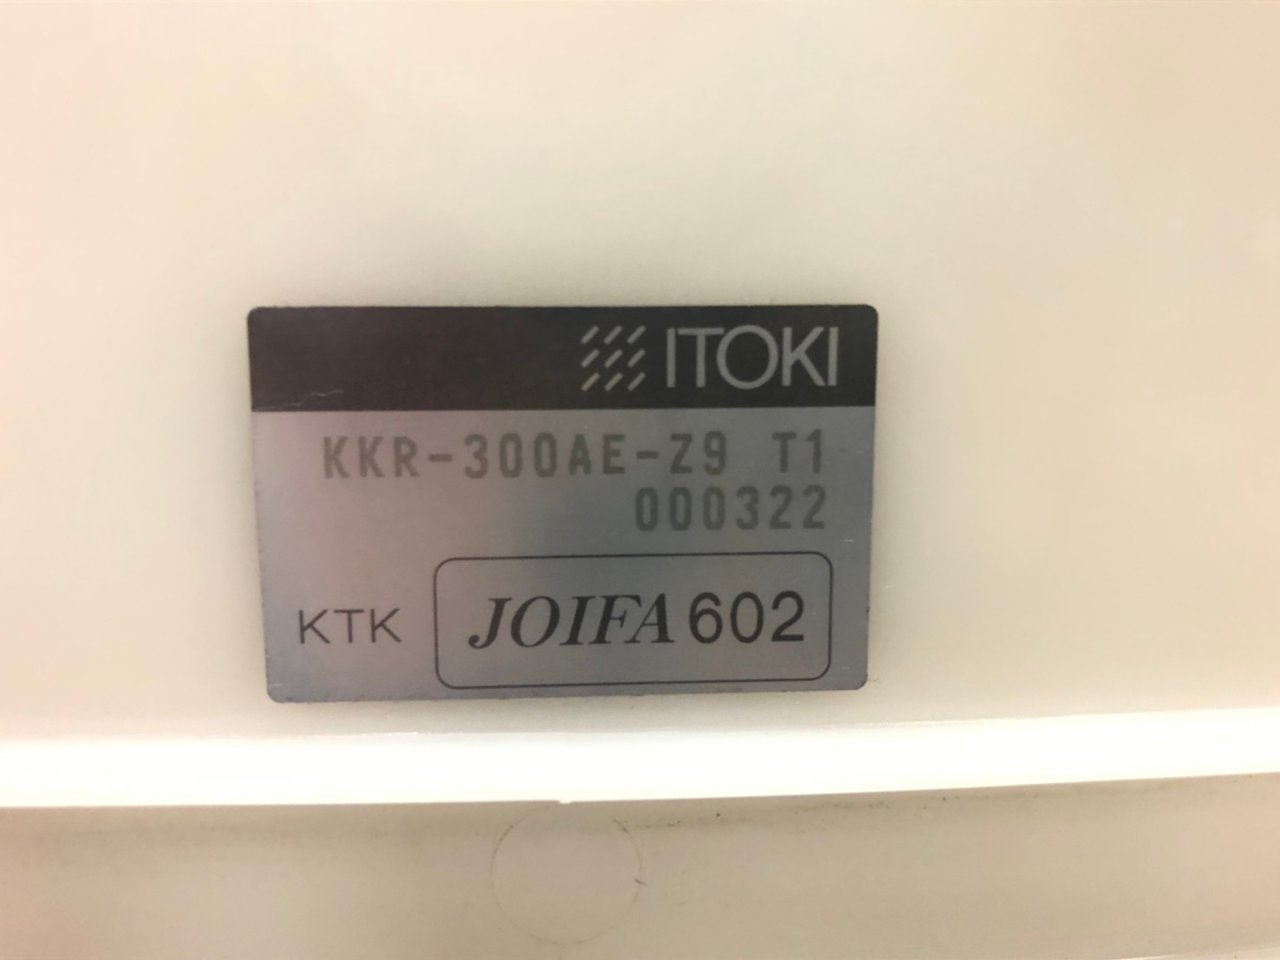 ITOKI
KKR-300AE-Z9 T1
000322
KTK JOIFA 602